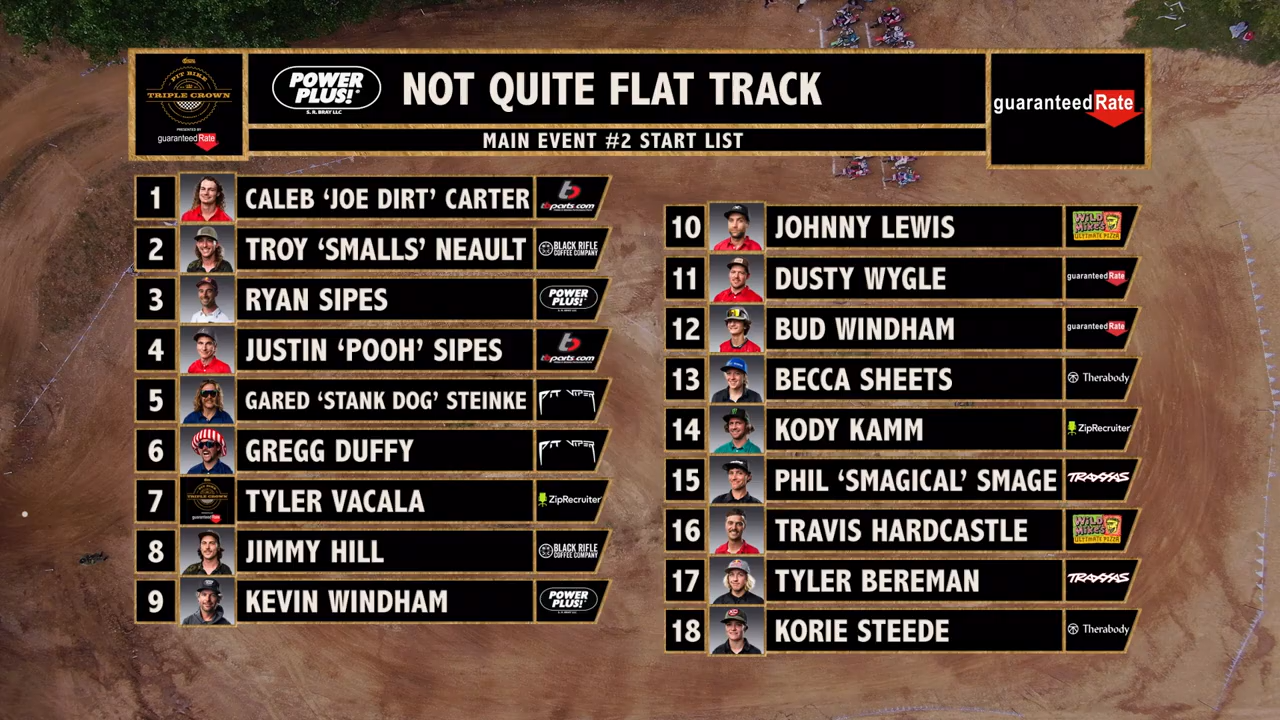 PIT BIKE
TRIPLE CROWN
PRESENTED BY
guaranteed Rate
POWER
PLUS!
S. R. BRAY LLC
NOT QUITE FLAT TRACK
MAIN EVENT #2 START LIST
guaranteed Rate
1 CALEB ‘JOE DIRT’ CARTER tbparts.com
2 TROY ‘SMALLS’ NEAULT BLACK RIFLE COFFEE COMPANY
3 RYAN SIPES POWER PLUS!
4 JUSTIN ‘POOH’ SIPES tbparts.com
5 GARED ‘STANK DOG’ STEINKE PIT VIPER
6 GREGG DUFFY PIT VIPER
7 TRIPLE CROWN TYLER VACALA ZipRecruiter
8 JIMMY HILL BLACK RIFLE COFFEE COMPANY
9 KEVIN WINDHAM POWER PLUS!
10 JOHNNY LEWIS WILD MIKE'S ULTIMATE PIZZA
11 DUSTY WYGLE guaranteed Rate
12 BUD WINDHAM guaranteed Rate
13 BECCA SHEETS Therabody
14 KODY KAMM ZipRecruiter
15 PHIL ‘SMAGICAL’ SMAGE TRAXXAS
16 TRAVIS HARDCASTLE WILD MIKE'S ULTIMATE PIZZA
17 TYLER BEREMAN TRAXXAS
18 KORIE STEEDE Therabody